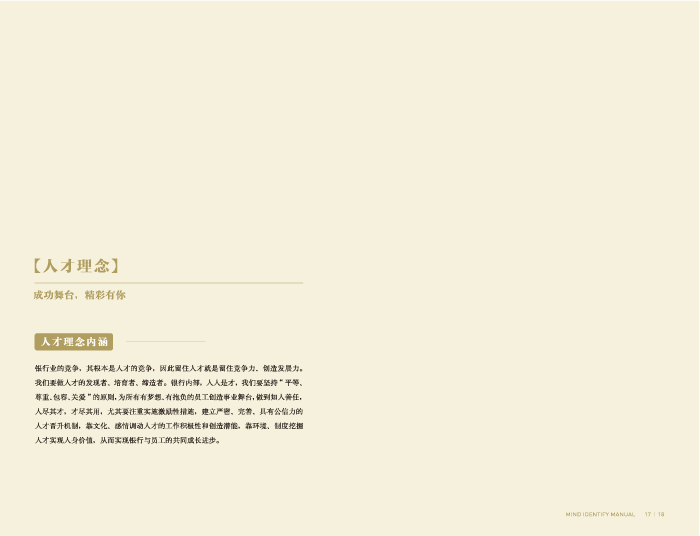 【人才理念】
成功舞台，精彩有你
人才理念内涵
银行业的竞争，其根本是人才的竞争，因此留住人才就是留住竞争力、创造发展力。
我们要做人才的发现者、培育者、缔造者。银行内部，人人是才，我们要坚持“平等、
尊重、包容、关爱”的原则，为所有有梦想、有抱负的员工创造事业舞台，做到知人善任，
人尽其才，才尽其用，尤其要注重实施激励性措施，建立严密、完善、具有公信力的
人才晋升机制，靠文化、感情调动人才的工作积极性和创造潜能，靠环境、制度挖掘
人才实现人身价值，从而实现银行与员工的共同成长进步。
MIND IDENTITY MANUAL 17 | 18